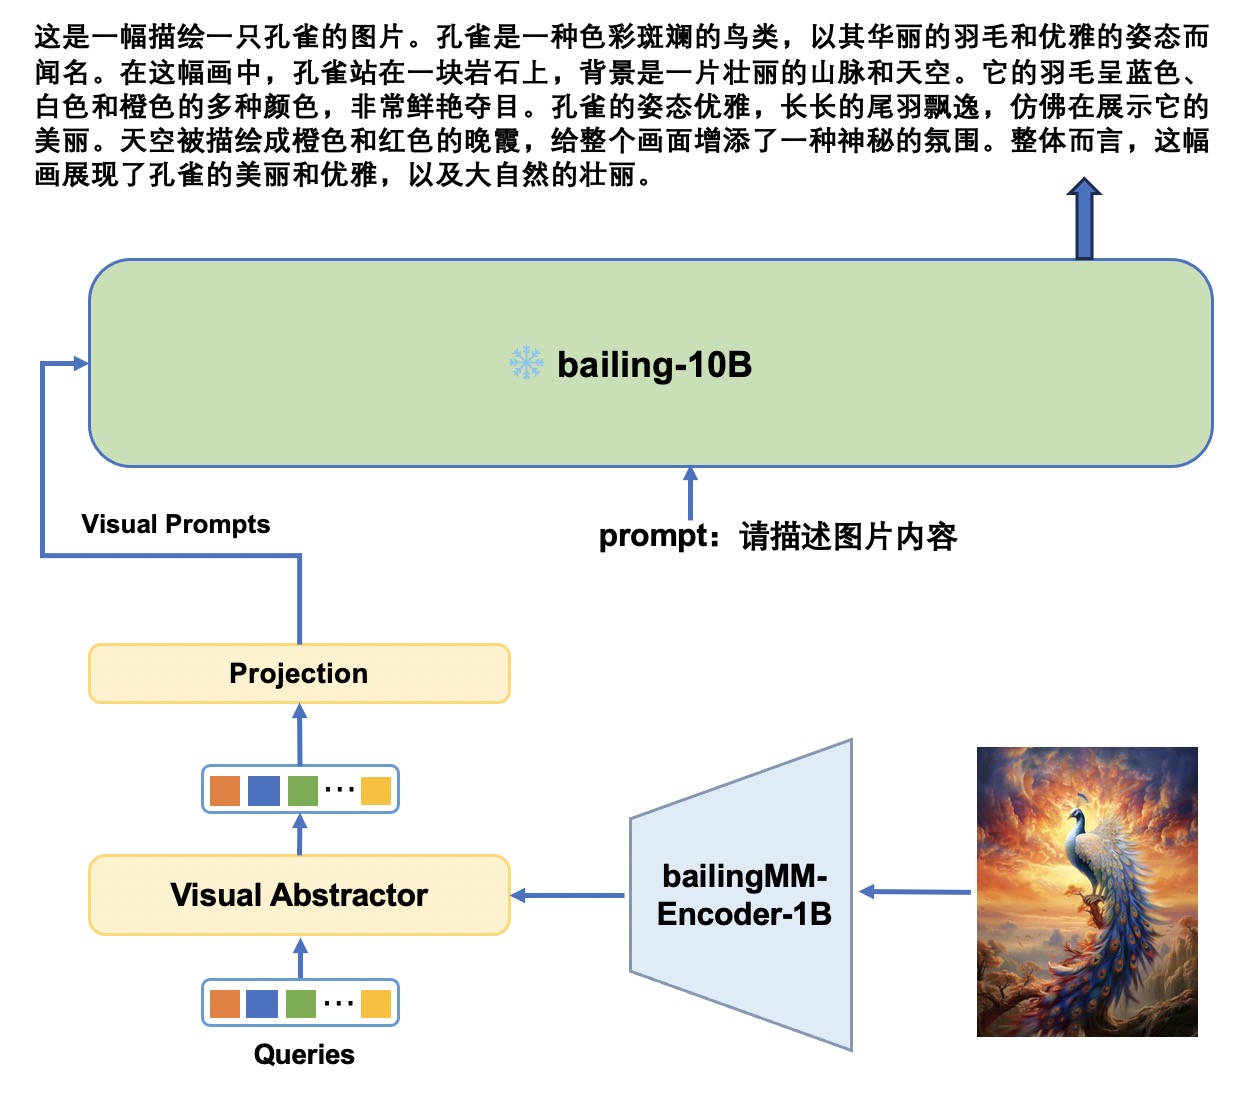 这是一幅描绘一只孔雀的图片。孔雀是一种色彩斑斓的鸟类，以其华丽的羽毛和优雅的姿态而
闻名。在这幅画中，孔雀站在一块岩石上，背景是一片壮丽的山脉和天空。它的羽毛呈蓝色、
白色和橙色的多种颜色，非常鲜艳夺目。孔雀的姿态优雅，长长的尾羽飘逸，仿佛在展示它的
美丽。天空被描绘成橙色和红色的晚霞，给整个画面增添了一种神秘的氛围。整体而言，这幅
画展现了孔雀的美丽和优雅，以及大自然的壮丽。
bailing-10B
Visual Prompts
prompt：请描述图片内容
Projection
Visual Abstractor
bailingMM-
Encoder-1B
Queries